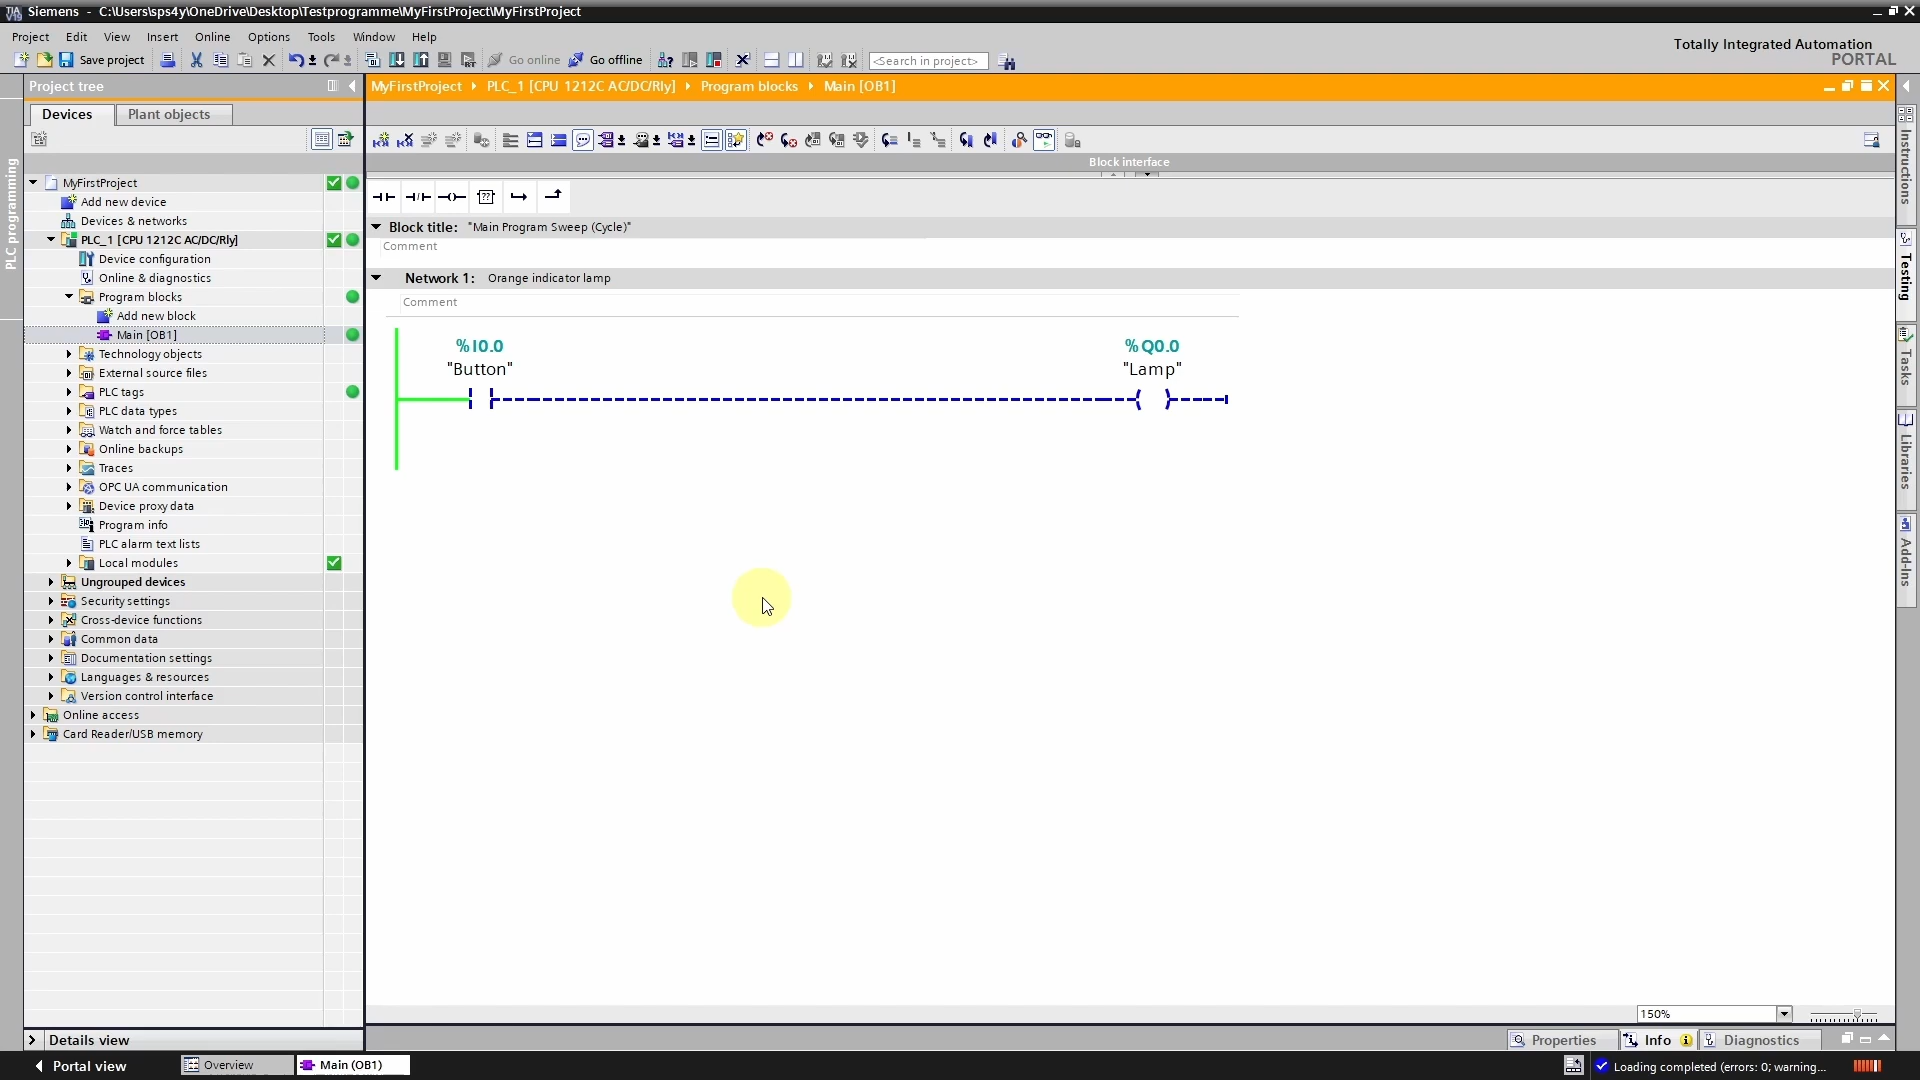 Siemens - C:\Users\sps4y\OneDrive\Desktop\Testprogramme\MyFirstProject\MyFirstProject
Project Edit View Insert Online Options Tools Window Help
Totally Integrated Automation
PORTAL
Save project
Go online
Go offline
<Search in project>
Project tree
MyFirstProject PLC_1 [CPU 1212C AC/DC/Rly] Program blocks Main [OB1]
Devices
Plant objects
Block interface
PLC programming
MyFirstProject
Add new device
Devices & networks
PLC_1 [CPU 1212C AC/DC/Rly]
Device configuration
Online & diagnostics
Program blocks
Add new block
Main [OB1]
Technology objects
External source files
PLC tags
PLC data types
Watch and force tables
Online backups
Traces
OPC UA communication
Device proxy data
Program info
PLC alarm text lists
Local modules
Ungrouped devices
Security settings
Cross-device functions
Common data
Documentation settings
Languages & resources
Version control interface
Online access
Card Reader/USB memory
??
Block title: "Main Program Sweep (Cycle)"
Comment
Network 1: Orange indicator lamp
Comment
%I0.0
"Button"
%Q0.0
"Lamp"
Instructions
Testing
Tasks
Libraries
Add-Ins
150%
Details view
Properties
Info
Diagnostics
Portal view
Overview
Main (OB1)
Loading completed (errors: 0; warning...